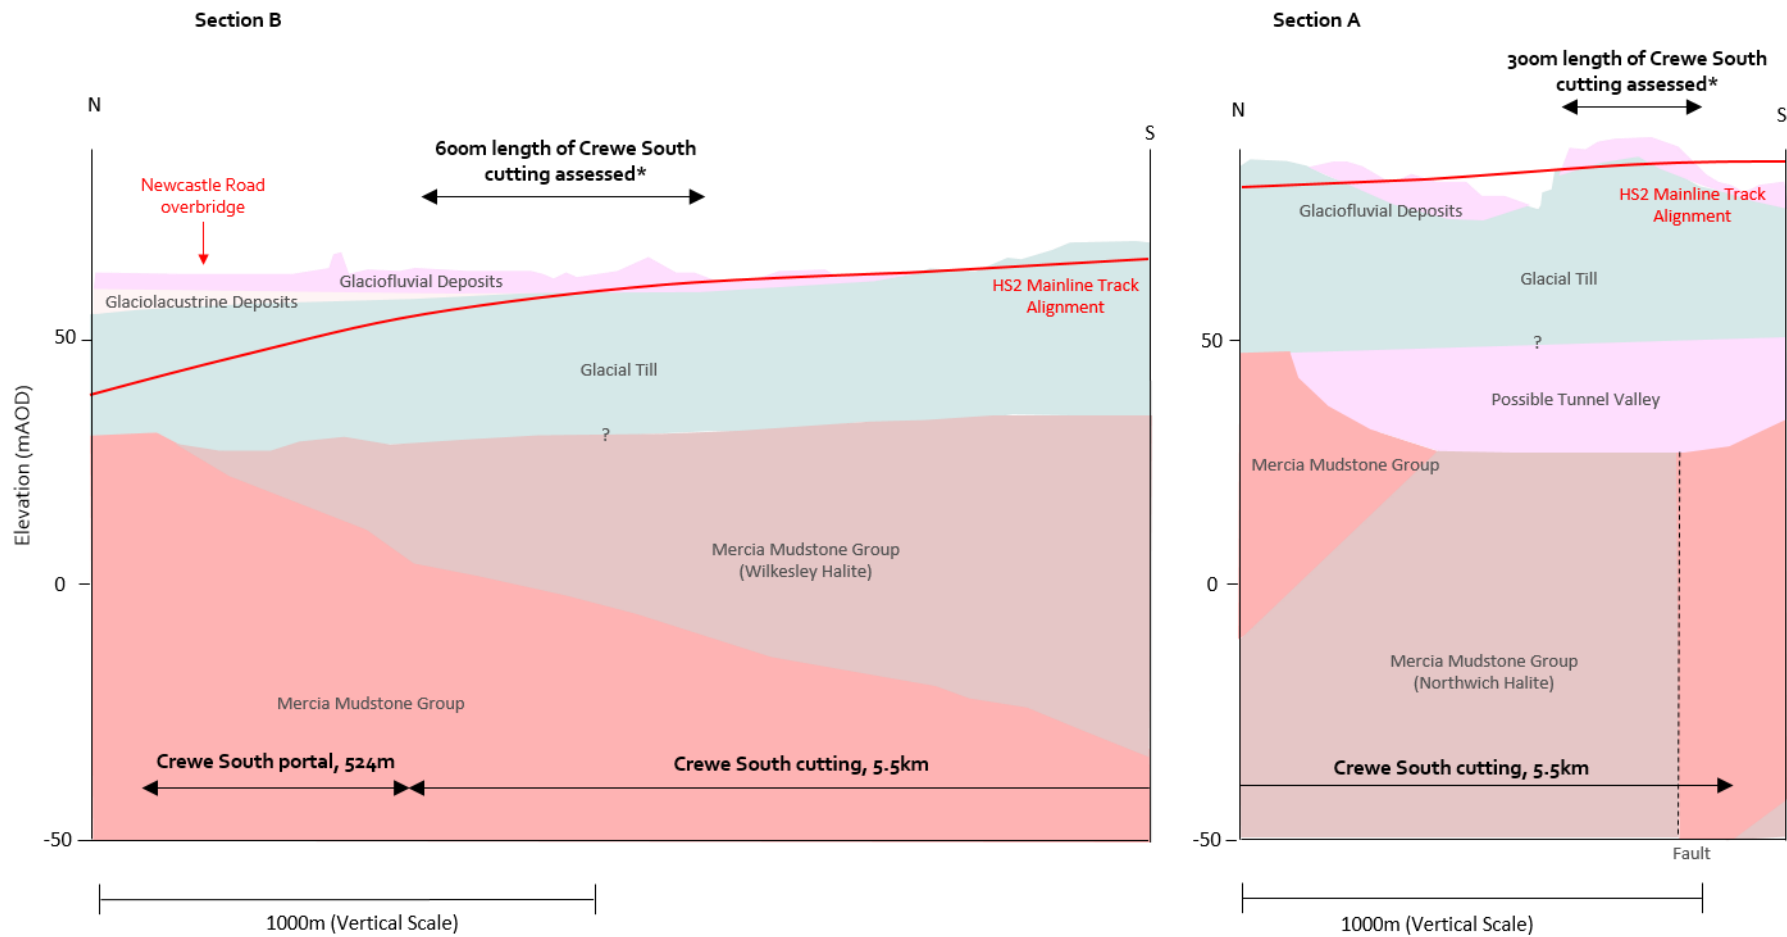 Section B
N
S
Newcastle Road
overbridge
600m length of Crewe South
cutting assessed*
Glaciofluvial Deposits
Glaciolacustrine Deposits
HS2 Mainline Track
Alignment
Glacial Till
?
Mercia Mudstone Group
(Wilkesley Halite)
Mercia Mudstone Group
Crewe South portal, 524m
Crewe South cutting, 5.5km
Elevation (mAOD)
50
0
-50
1000m (Vertical Scale)
Section A
300m length of Crewe South
cutting assessed*
N
S
HS2 Mainline Track
Alignment
Glaciofluvial Deposits
Glacial Till
?
Possible Tunnel Valley
Mercia Mudstone Group
Mercia Mudstone Group
(Northwich Halite)
Crewe South cutting, 5.5km
50
0
-50
Fault
1000m (Vertical Scale)